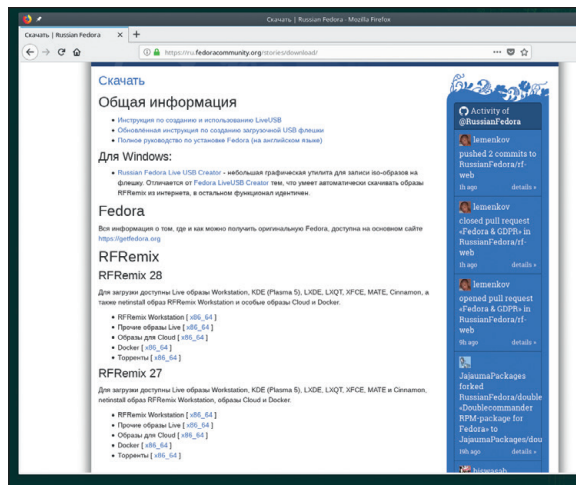 Скачать | Russian Fedora - Mozilla Firefox
Скачать | Russian Fedora
https://ru.fedoracommunity.org/stories/download/
Скачать
Общая информация
Инструкция по созданию и использованию LiveUSB
Обновлённая инструкция по созданию загрузочной USB флешки
Полное руководство по установке Fedora (на английском языке)
Для Windows:
Russian Fedora Live USB Creator - небольшая графическая утилита для записи iso-образов на
флешку. Отличается от Fedora LiveUSB Creator тем, что умеет автоматически скачивать образы
RFRemix из интернета, в остальном функционал идентичен.
Fedora
Вся информация о том, где и как можно получить оригинальную Fedora, доступна на основном сайте
https://getfedora.org
RFRemix
RFRemix 28
Для загрузки доступны Live образы Workstation, KDE (Plasma 5), LXDE, LXQT, XFCE, MATE, Cinnamon, а
также netinstall образ RFRemix Workstation и особые образы Cloud и Docker.
RFRemix Workstation [ x86_64 ]
Прочие образы Live [ x86_64 ]
Образы для Cloud [ x86_64 ]
Docker [ x86_64 ]
Торренты [ x86_64 ]
RFRemix 27
Для загрузки доступны Live образы Workstation, KDE (Plasma 5), LXDE, LXQT, XFCE, MATE и Cinnamon,
netinstall образ RFRemix Workstation, образы Cloud и Docker.
RFRemix Workstation [ x86_64 ]
Прочие образы Live [ x86_64 ]
Образы для Cloud [ x86_64 ]
Docker [ x86_64 ]
Торренты [ x86_64 ]
Activity of
@RussianFedora
lemenkov
pushed 2 commits to
RussianFedora/rf-
web
1h ago details »
lemenkov
closed pull request
«Fedora & GDPR» in
RussianFedora/rf-
web
1h ago details »
lemenkov
opened pull request
«Fedora & GDPR» in
RussianFedora/rf-
web
9h ago details »
JajaumaPackages
forked
RussianFedora/double
«Doublecommander
RPM-package for
Fedora» to
JajaumaPackages/dou
19h ago details »